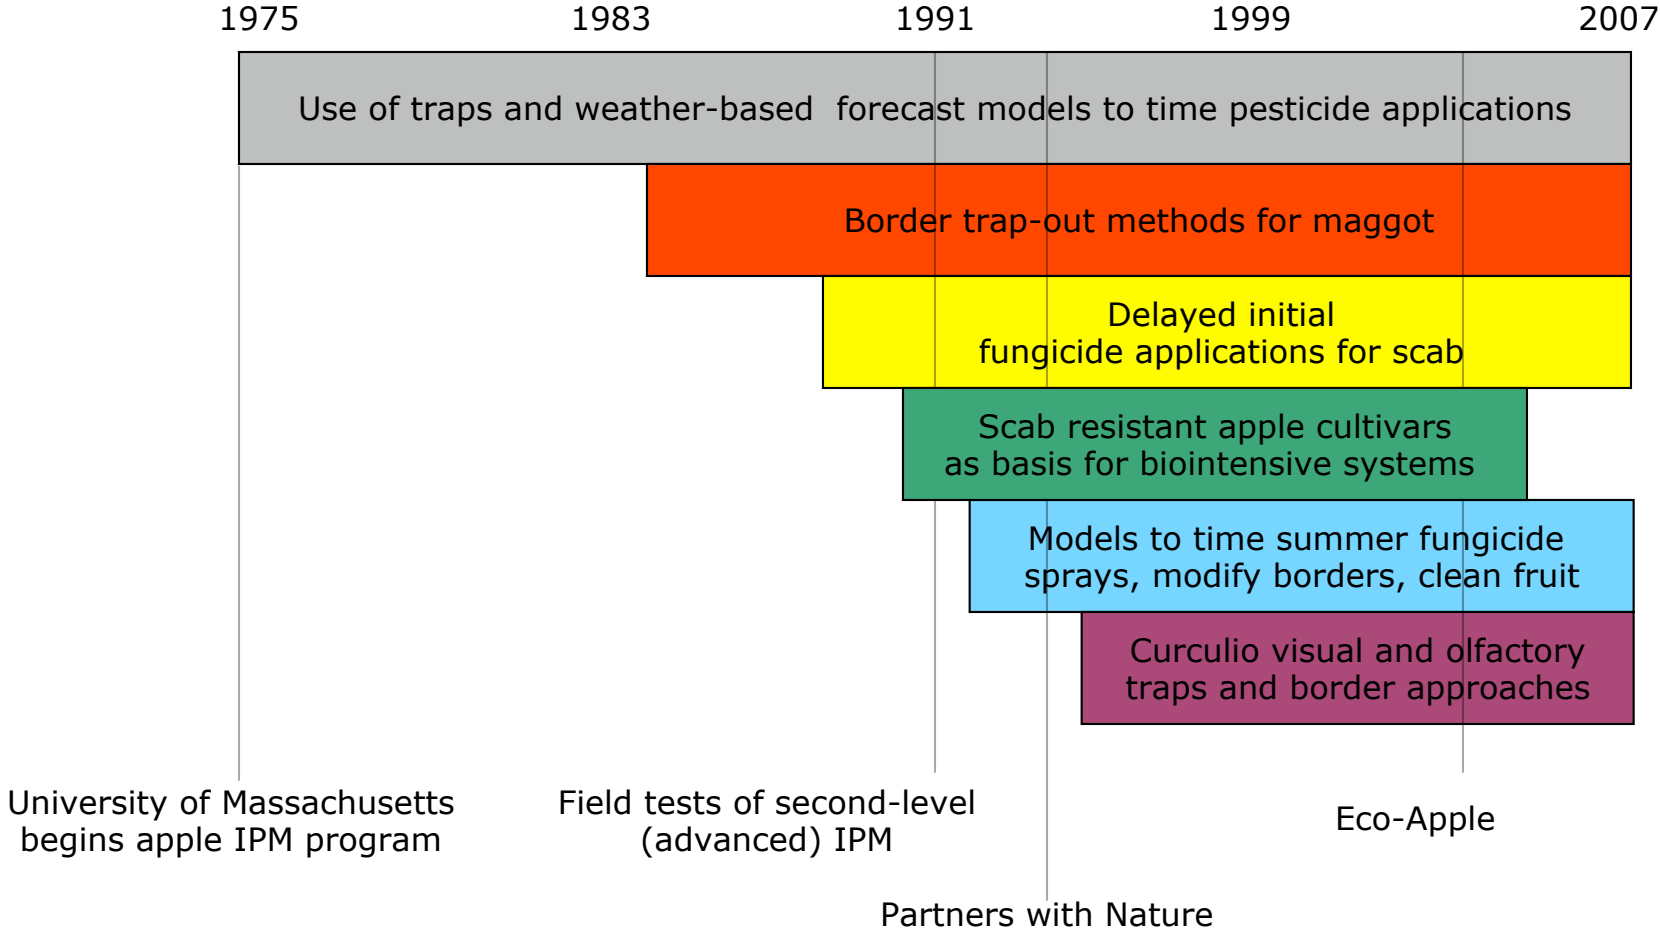 1975 1983 1991 1999 2007
Use of traps and weather-based  forecast models to time pesticide applications
Border trap-out methods for maggot
Delayed initial
fungicide applications for scab
Scab resistant apple cultivars
as basis for biointensive systems
Models to time summer fungicide
sprays, modify borders, clean fruit
Curculio visual and olfactory
traps and border approaches
University of Massachusetts
begins apple IPM program
Field tests of second-level
(advanced) IPM
Eco-Apple
Partners with Nature